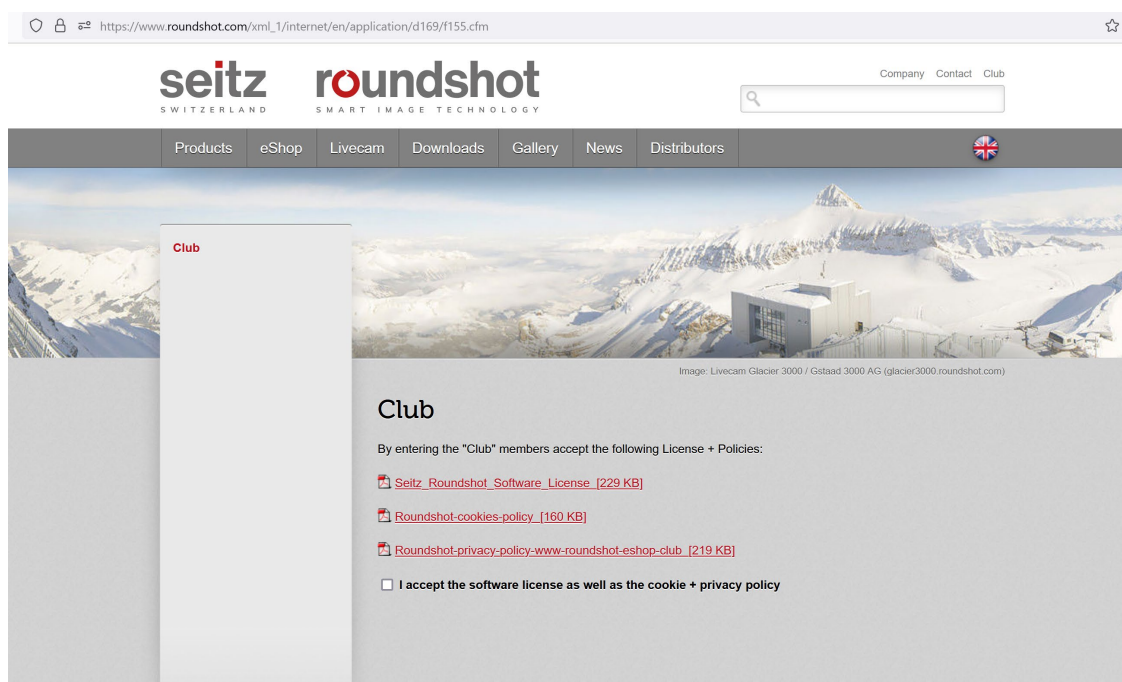 https://www.roundshot.com/xml_1/internet/en/application/d169/f155.cfm
seitz
SWITZERLAND
roundshot
SMART IMAGE TECHNOLOGY
Company Contact Club
Products eShop Livecam Downloads Gallery News Distributors
Club
Image: Livecam Glacier 3000 / Gstaad 3000 AG (glacier3000.roundshot.com)
Club
By entering the "Club" members accept the following License + Policies:
Seitz_Roundshot_Software_License [229 KB]
Roundshot-cookies-policy [160 KB]
Roundshot-privacy-policy-www-roundshot-eshop-club [219 KB]
I accept the software license as well as the cookie + privacy policy